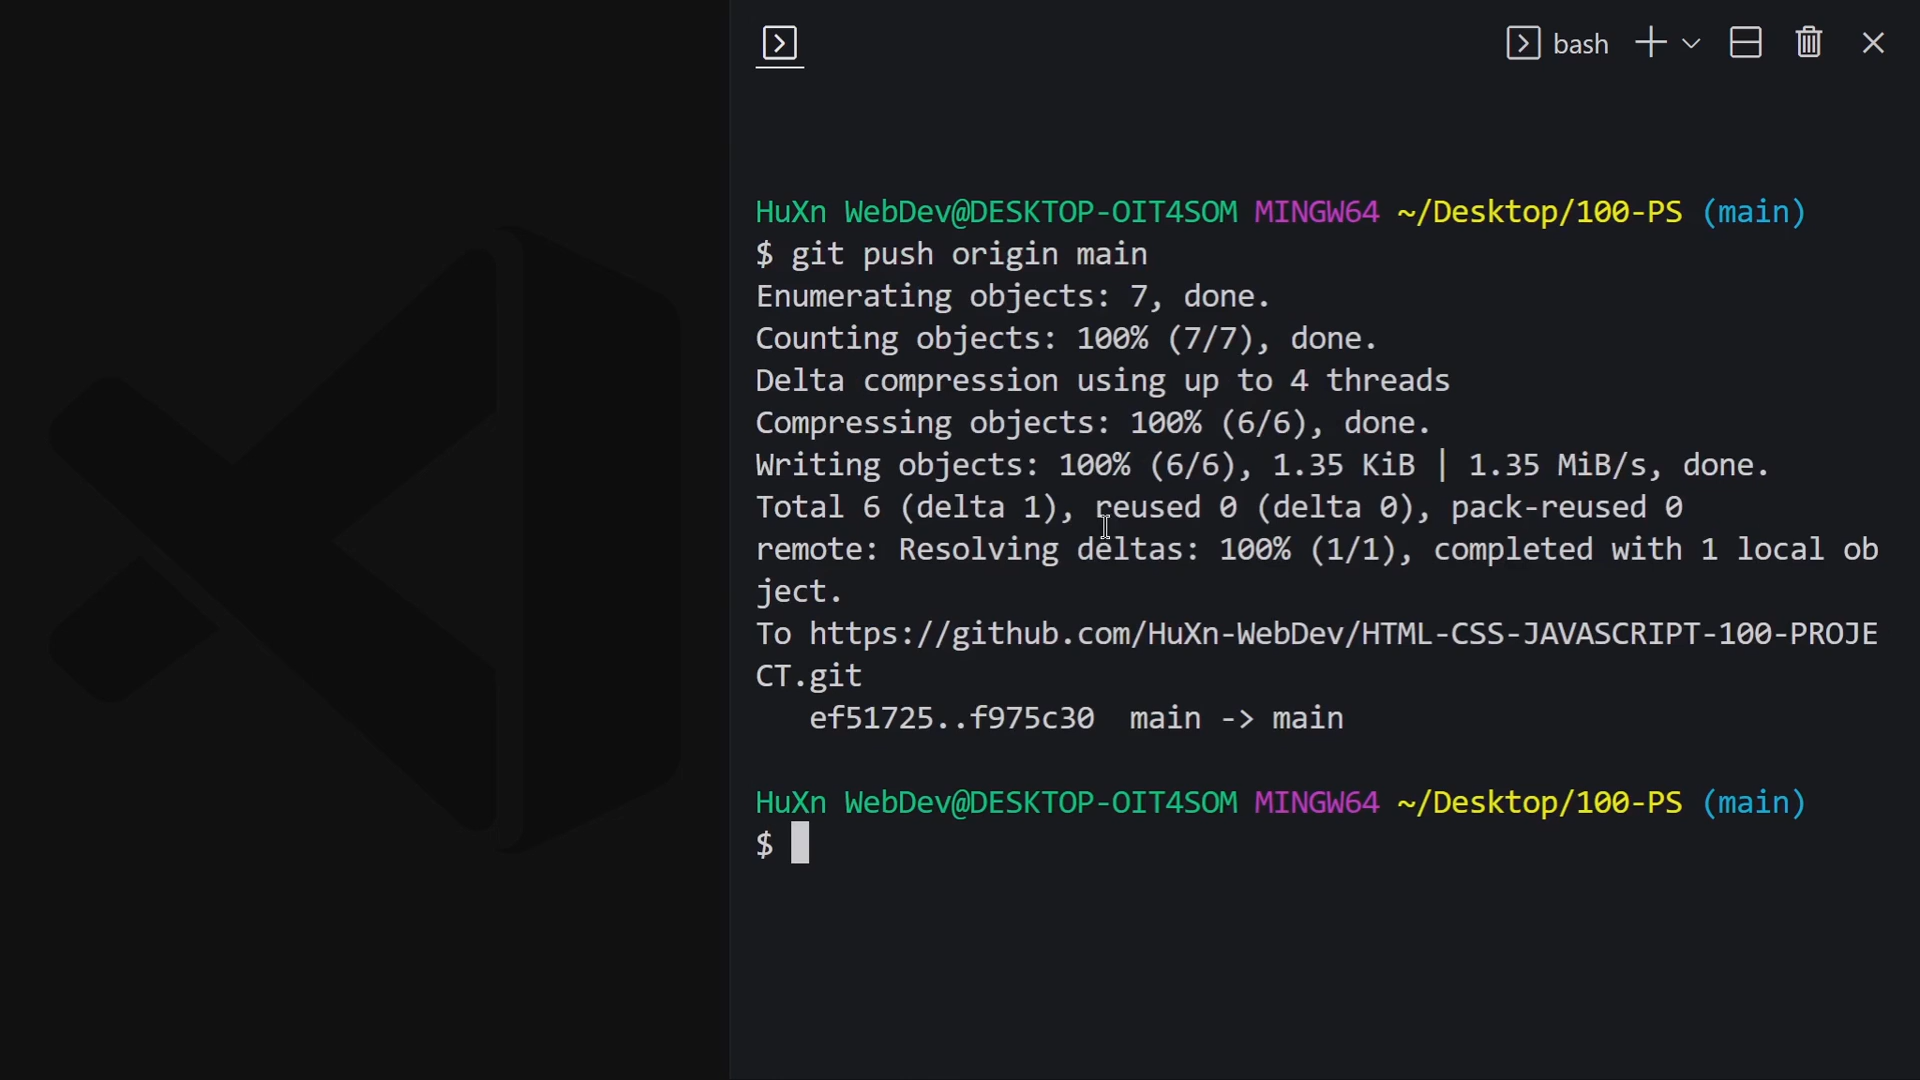 bash
HuXn WebDev@DESKTOP-OIT4SOM MINGW64 ~/Desktop/100-PS (main)
$ git push origin main
Enumerating objects: 7, done.
Counting objects: 100% (7/7), done.
Delta compression using up to 4 threads
Compressing objects: 100% (6/6), done.
Writing objects: 100% (6/6), 1.35 KiB | 1.35 MiB/s, done.
Total 6 (delta 1), reused 0 (delta 0), pack-reused 0
remote: Resolving deltas: 100% (1/1), completed with 1 local ob
ject.
To https://github.com/HuXn-WebDev/HTML-CSS-JAVASCRIPT-100-PROJE
CT.git
   ef51725..f975c30  main -> main
HuXn WebDev@DESKTOP-OIT4SOM MINGW64 ~/Desktop/100-PS (main)
$